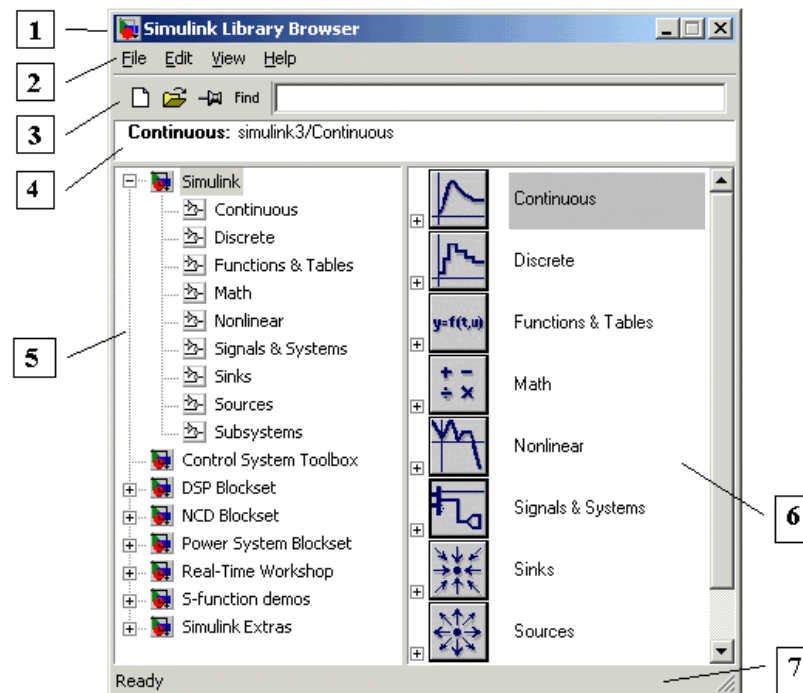 1
Simulink Library Browser
2
File Edit View Help
3
Find
4
Continuous: simulink3/Continuous
5
Simulink
Continuous
Discrete
Functions & Tables
Math
Nonlinear
Signals & Systems
Sinks
Sources
Subsystems
Control System Toolbox
DSP Blockset
NCD Blockset
Power System Blockset
Real-Time Workshop
S-function demos
Simulink Extras
Continuous
Discrete
y=f(t,u) Functions & Tables
+ − ÷ × Math
Nonlinear
Signals & Systems
Sinks
Sources
6
Ready
7